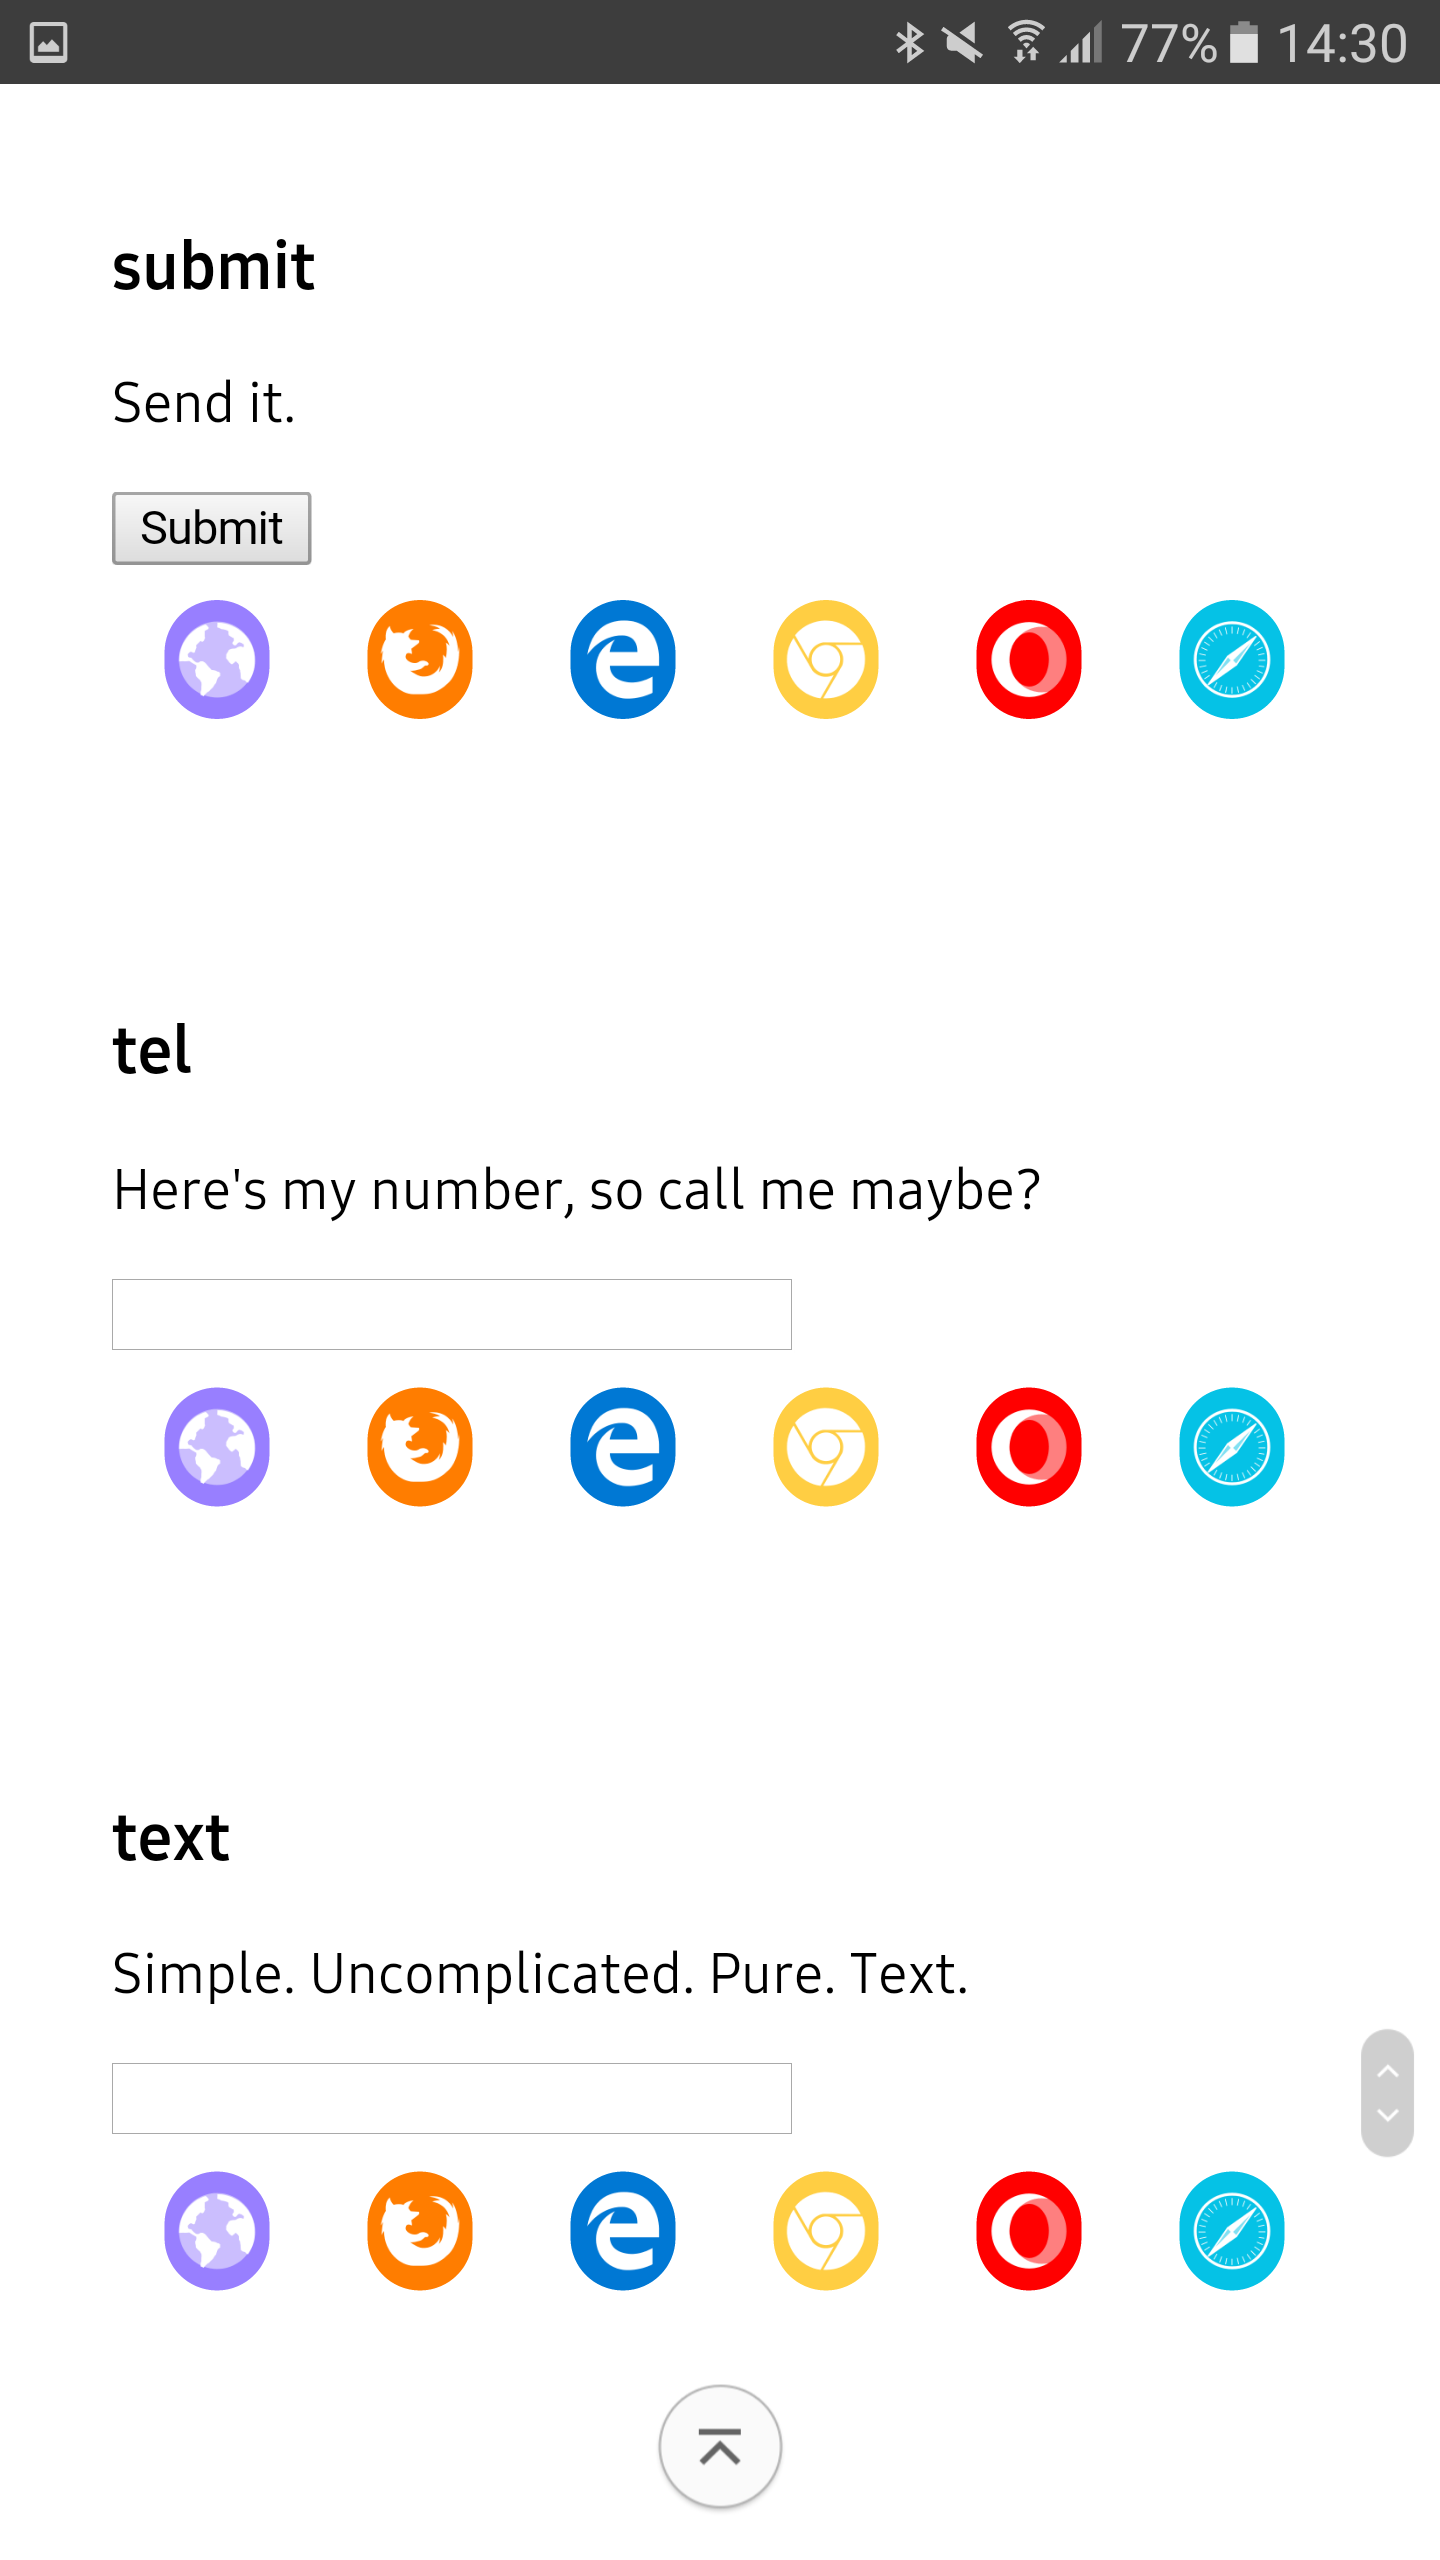 77% 14:30
submit
Send it.
Submit
tel
Here's my number, so call me maybe?
text
Simple. Uncomplicated. Pure. Text.